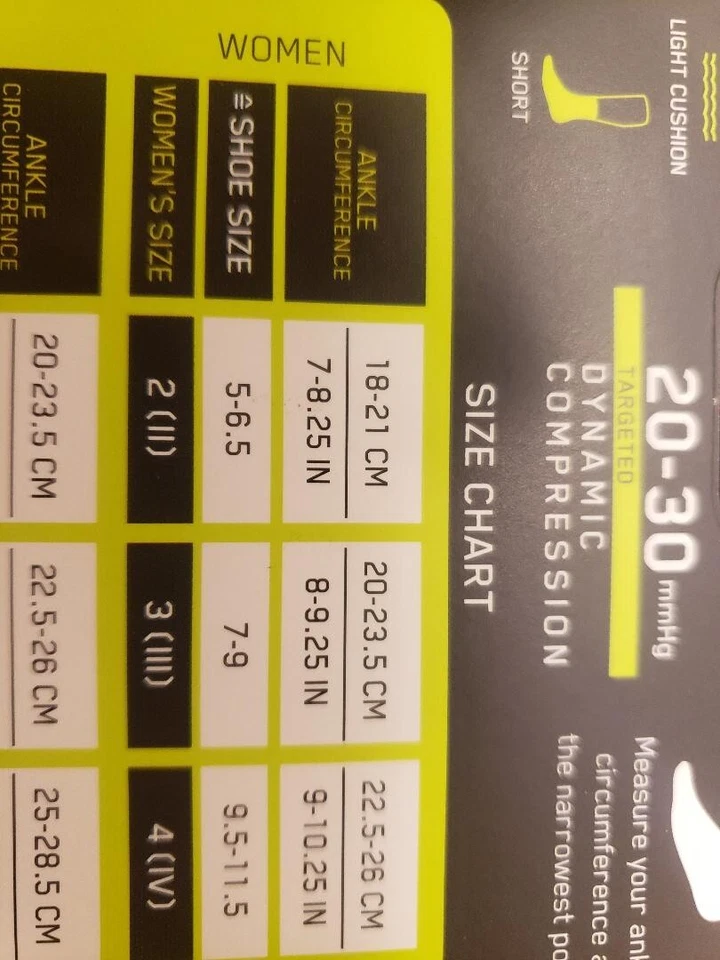 LIGHT CUSHION
SHORT
20-30 mmHg
TARGETED
DYNAMIC
COMPRESSION
Measure your
circumference
the narrowest
SIZE CHART
WOMEN
ANKLE CIRCUMFERENCE
18-21 CM
20-23.5 CM
22.5-26 CM
7-8.25 IN
8-9.25 IN
9-10.25 IN
≙ SHOE SIZE
5-6.5
7-9
9.5-11.5
WOMEN'S SIZE
2 (II)
3 (III)
4 (IV)
ANKLE
CIRCUMFERENCE
20-23.5 CM
22.5-26 CM
25-28.5 CM